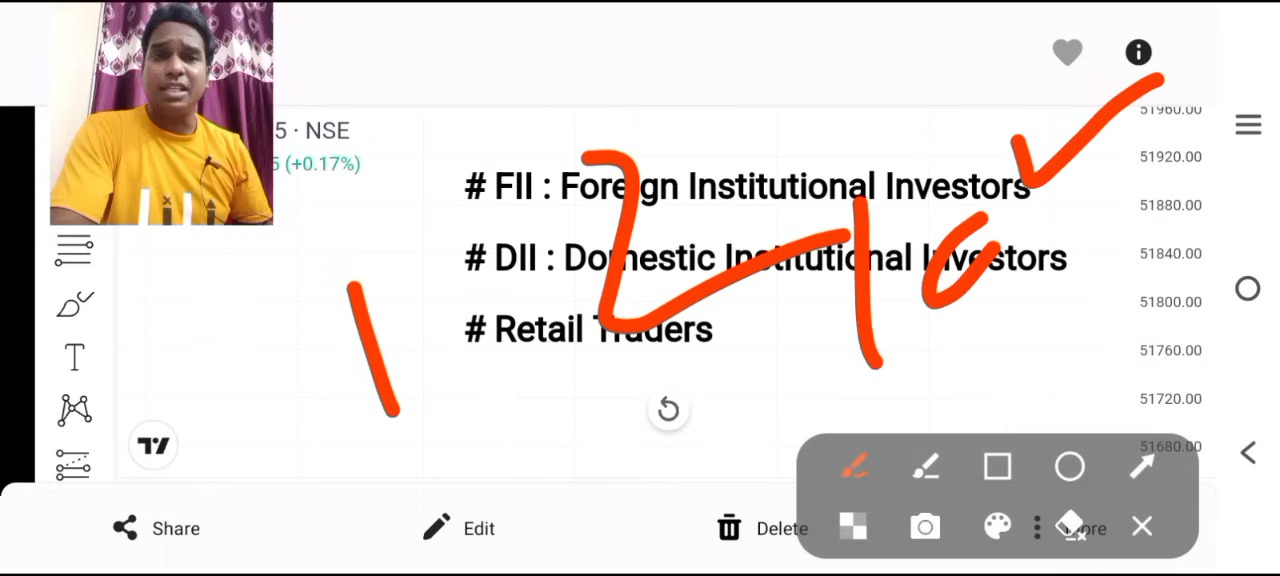 5 · NSE
5 (+0.17%)
# FII : Foreign Institutional Investors
# DII : Domestic Institutional Investors
# Retail Traders
51960.00
51920.00
51880.00
51840.00
51800.00
51760.00
51720.00
51680.00
T
Share
Edit
Delete